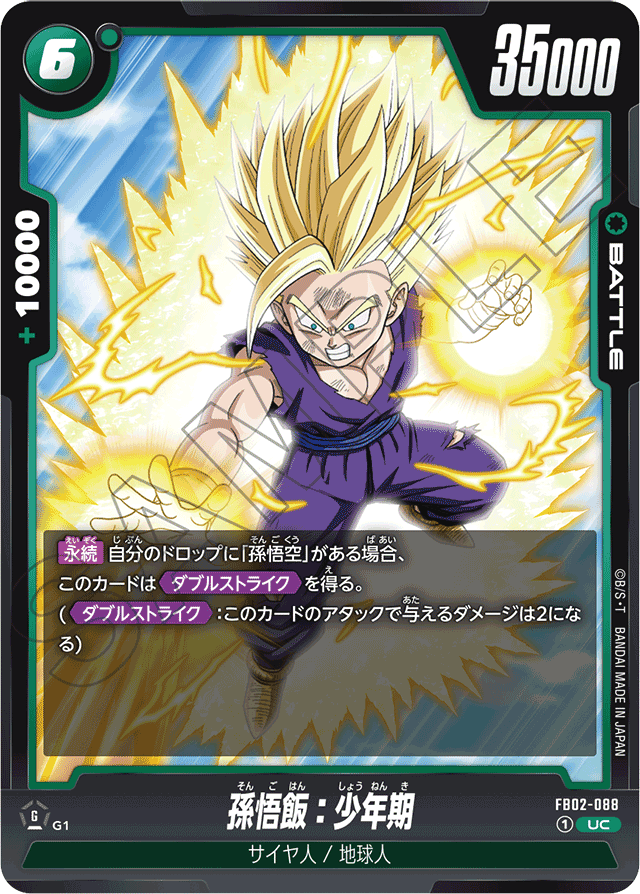 6
35000
+10000
BATTLE
SAMPLE
永続 自分のドロップに「孫悟空」がある場合、
このカードは ダブルストライク を得る。
( ダブルストライク :このカードのアタックで与えるダメージは2にな
る)
©B/S・T BANDAI MADE IN JAPAN
孫悟飯:少年期
FB02-088
G
G1
1 UC
サイヤ人 / 地球人